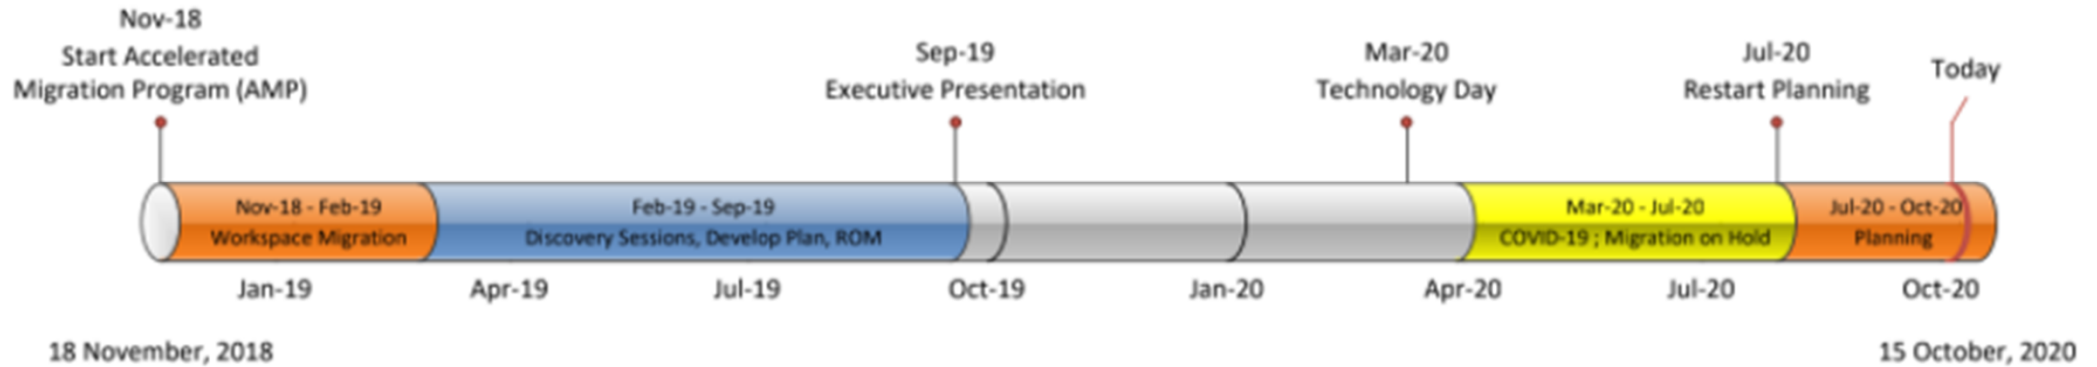 Nov-18
Start Accelerated
Migration Program (AMP)
Sep-19
Executive Presentation
Mar-20
Technology Day
Jul-20
Restart Planning
Today
Nov-18 - Feb-19
Workspace Migration
Feb-19 - Sep-19
Discovery Sessions, Develop Plan, ROM
Mar-20 - Jul-20
COVID-19 ; Migration on Hold
Jul-20 - Oct-20
Planning
Jan-19
Apr-19
Jul-19
Oct-19
Jan-20
Apr-20
Jul-20
Oct-20
18 November, 2018
15 October, 2020